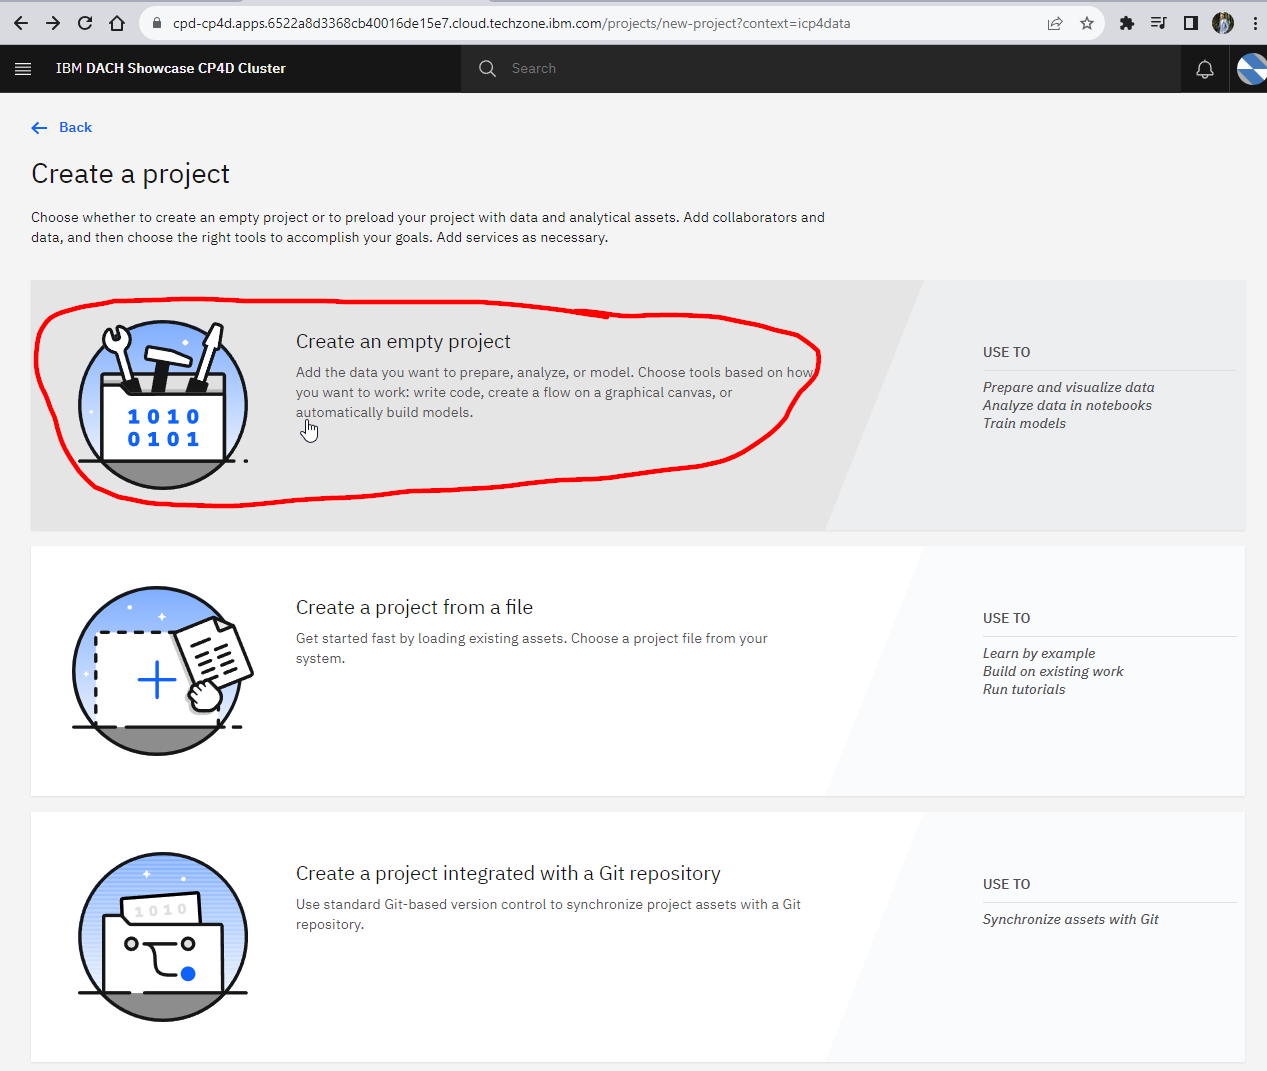 cpd-cp4d.apps.6522a8d3368cb40016de15e7.cloud.techzone.ibm.com/projects/new-project?context=icp4data
IBM DACH Showcase CP4D Cluster
Search
Back
Create a project
Choose whether to create an empty project or to preload your project with data and analytical assets. Add collaborators and
data, and then choose the right tools to accomplish your goals. Add services as necessary.
1010
0101
Create an empty project
Add the data you want to prepare, analyze, or model. Choose tools based on how
you want to work: write code, create a flow on a graphical canvas, or
automatically build models.
USE TO
Prepare and visualize data
Analyze data in notebooks
Train models
Create a project from a file
Get started fast by loading existing assets. Choose a project file from your
system.
USE TO
Learn by example
Build on existing work
Run tutorials
1010
Create a project integrated with a Git repository
Use standard Git-based version control to synchronize project assets with a Git
repository.
USE TO
Synchronize assets with Git